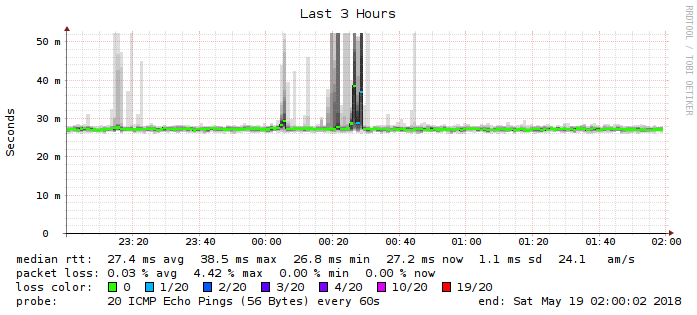 Last 3 Hours
RRDTOOL / TOBI OETIKER
Seconds
50 m
40 m
30 m
20 m
10 m
0
23:20 23:40 00:00 00:20 00:40 01:00 01:20 01:40 02:00
median rtt: 27.4 ms avg 38.5 ms max 26.8 ms min 27.2 ms now 1.1 ms sd 24.1 am/s
packet loss: 0.03 % avg 4.42 % max 0.00 % min 0.00 % now
loss color: 0 1/20 2/20 3/20 4/20 10/20 19/20
probe: 20 ICMP Echo Pings (56 Bytes) every 60s end: Sat May 19 02:00:02 2018